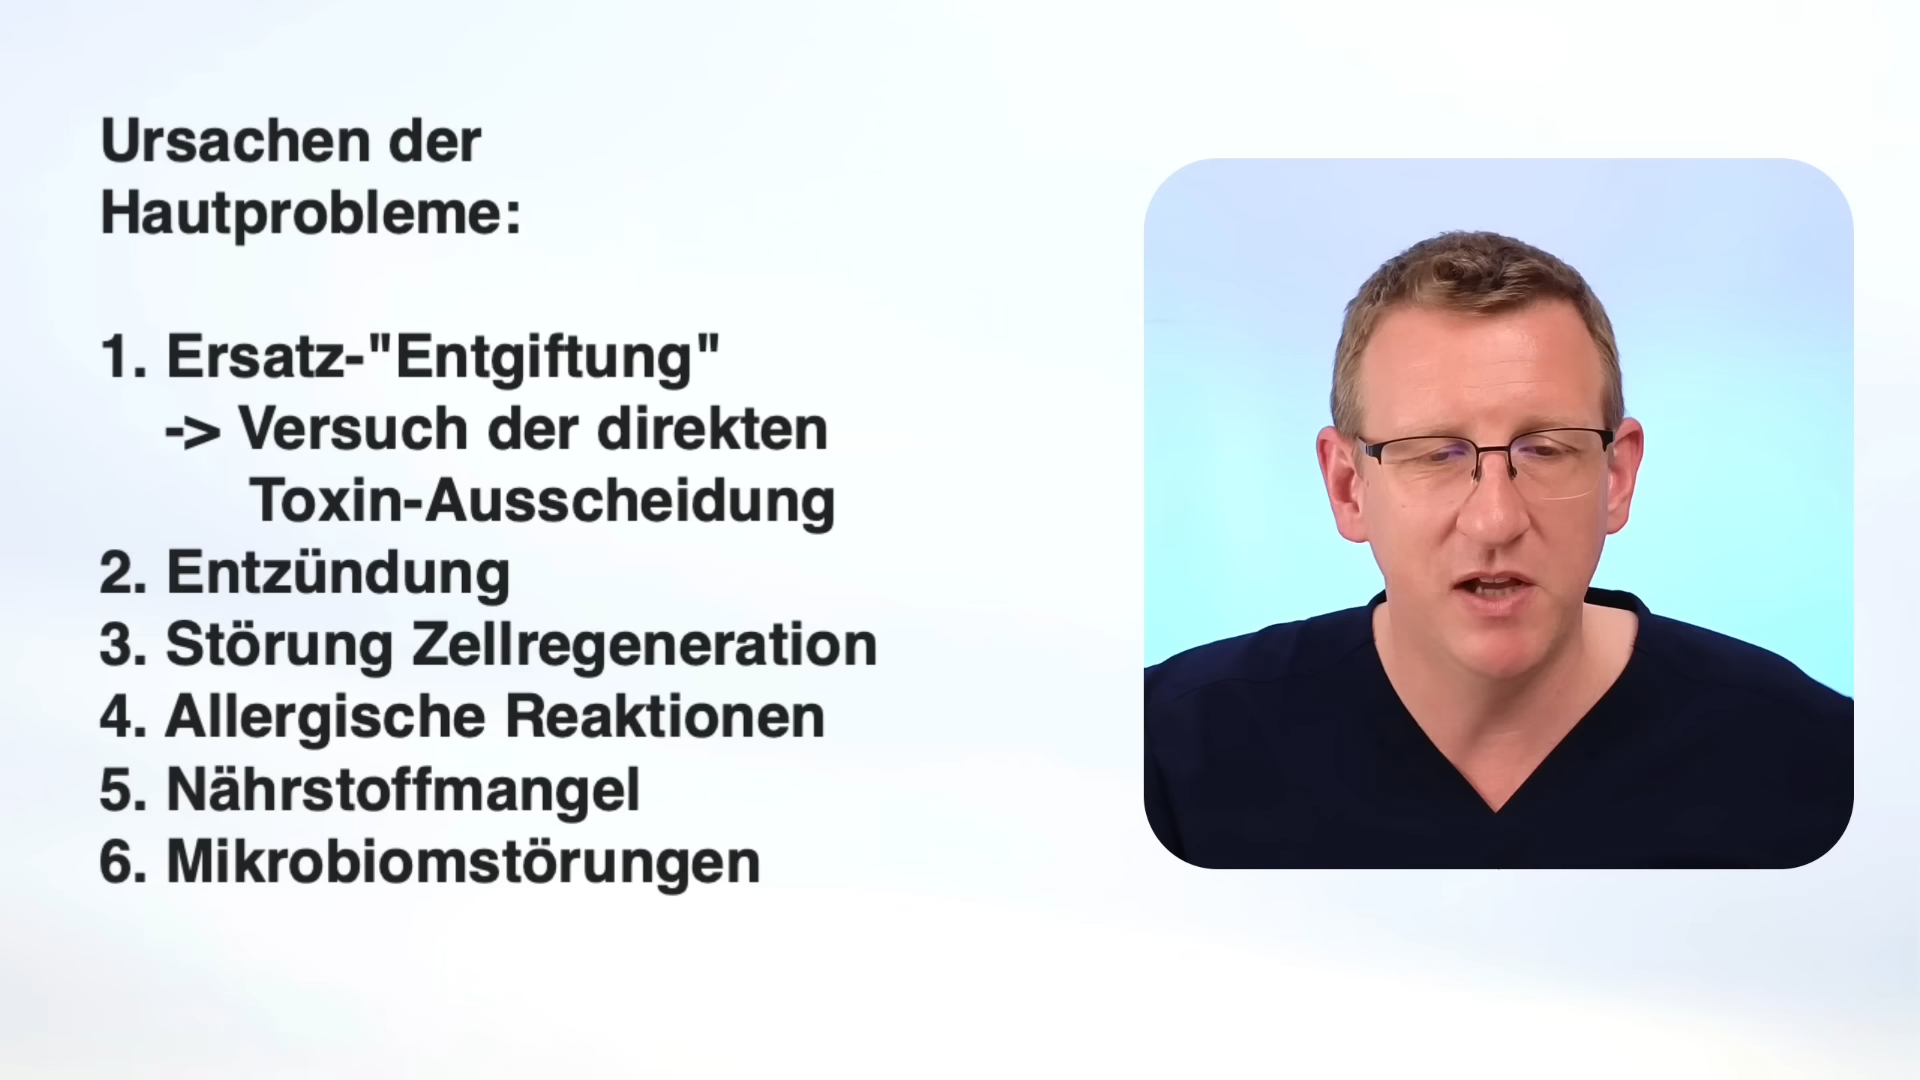 Ursachen der
Hautprobleme:
1. Ersatz-"Entgiftung"
-> Versuch der direkten
Toxin-Ausscheidung
2. Entzündung
3. Störung Zellregeneration
4. Allergische Reaktionen
5. Nährstoffmangel
6. Mikrobiomstörungen